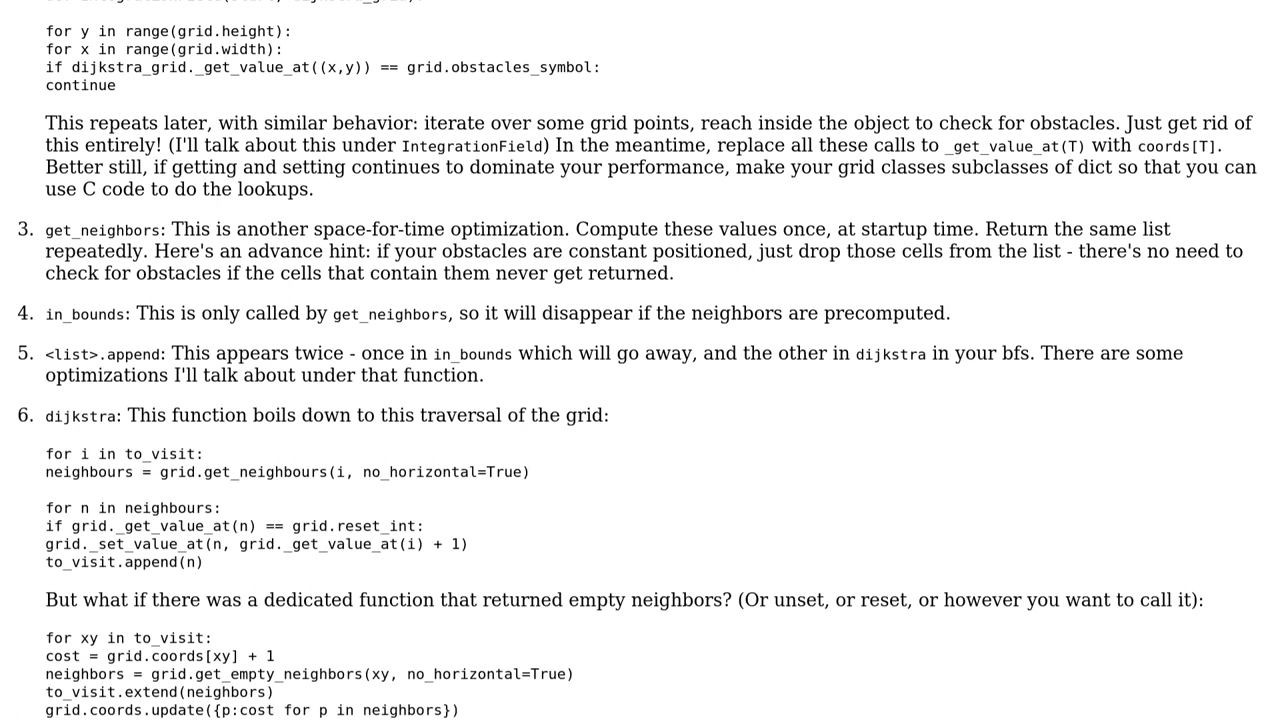 for y in range(grid.height):
for x in range(grid.width):
if dijkstra_grid._get_value_at((x,y)) == grid.obstacles_symbol:
continue
This repeats later, with similar behavior: iterate over some grid points, reach inside the object to check for obstacles. Just get rid of
this entirely! (I'll talk about this under IntegrationField) In the meantime, replace all these calls to _get_value_at(T) with coords[T].
Better still, if getting and setting continues to dominate your performance, make your grid classes subclasses of dict so that you can
use C code to do the lookups.
3. get_neighbors: This is another space-for-time optimization. Compute these values once, at startup time. Return the same list
repeatedly. Here's an advance hint: if your obstacles are constant positioned, just drop those cells from the list - there's no need to
check for obstacles if the cells that contain them never get returned.
4. in_bounds: This is only called by get_neighbors, so it will disappear if the neighbors are precomputed.
5. <list>.append: This appears twice - once in in_bounds which will go away, and the other in dijkstra in your bfs. There are some
optimizations I'll talk about under that function.
6. dijkstra: This function boils down to this traversal of the grid:
for i in to_visit:
neighbours = grid.get_neighbours(i, no_horizontal=True)
for n in neighbours:
if grid._get_value_at(n) == grid.reset_int:
grid._set_value_at(n, grid._get_value_at(i) + 1)
to_visit.append(n)
But what if there was a dedicated function that returned empty neighbors? (Or unset, or reset, or however you want to call it):
for xy in to_visit:
cost = grid.coords[xy] + 1
neighbors = grid.get_empty_neighbors(xy, no_horizontal=True)
to_visit.extend(neighbors)
grid.coords.update({p:cost for p in neighbors})